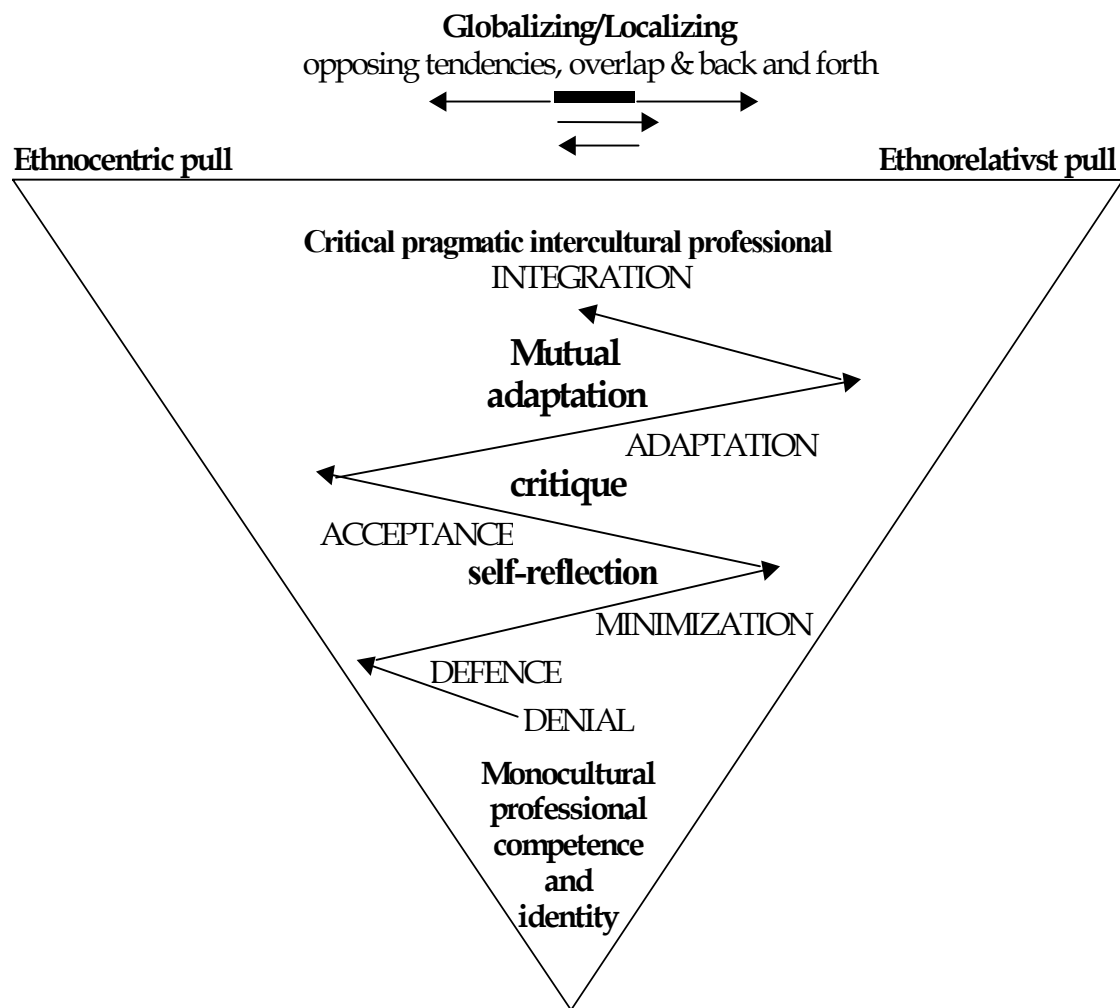 Globalizing/Localizing
opposing tendencies, overlap & back and forth
Ethnocentric pull
Ethnorelativst pull
Critical pragmatic intercultural professional
INTEGRATION
Mutual
adaptation
ADAPTATION
critique
ACCEPTANCE
self-reflection
MINIMIZATION
DEFENCE
DENIAL
Monocultural
professional
competence
and
identity